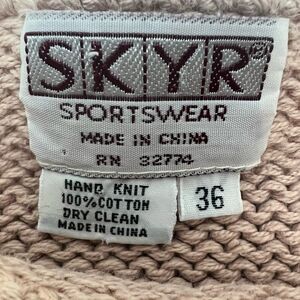 SKYR®
SPORTSWEAR
MADE IN CHINA
RN 32774
HAND KNIT
100% COTTON
DRY CLEAN
MADE IN CHINA
36